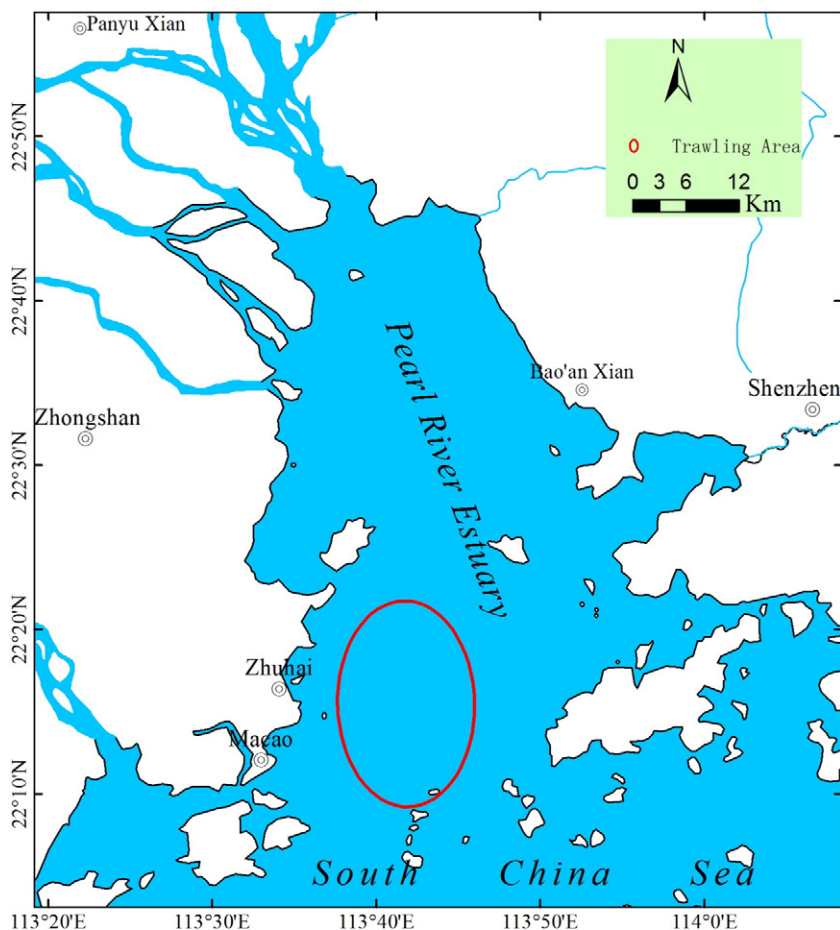 Panyu Xian
N
Trawling Area
0 3 6 12
Km
22°50'N
22°40'N
Pearl River Estuary
Bao'an Xian
Shenzhen
Zhongshan
22°30'N
22°20'N
Zhuhai
Macao
22°10'N
South China Sea
113°20'E 113°30'E 113°40'E 113°50'E 114°0'E